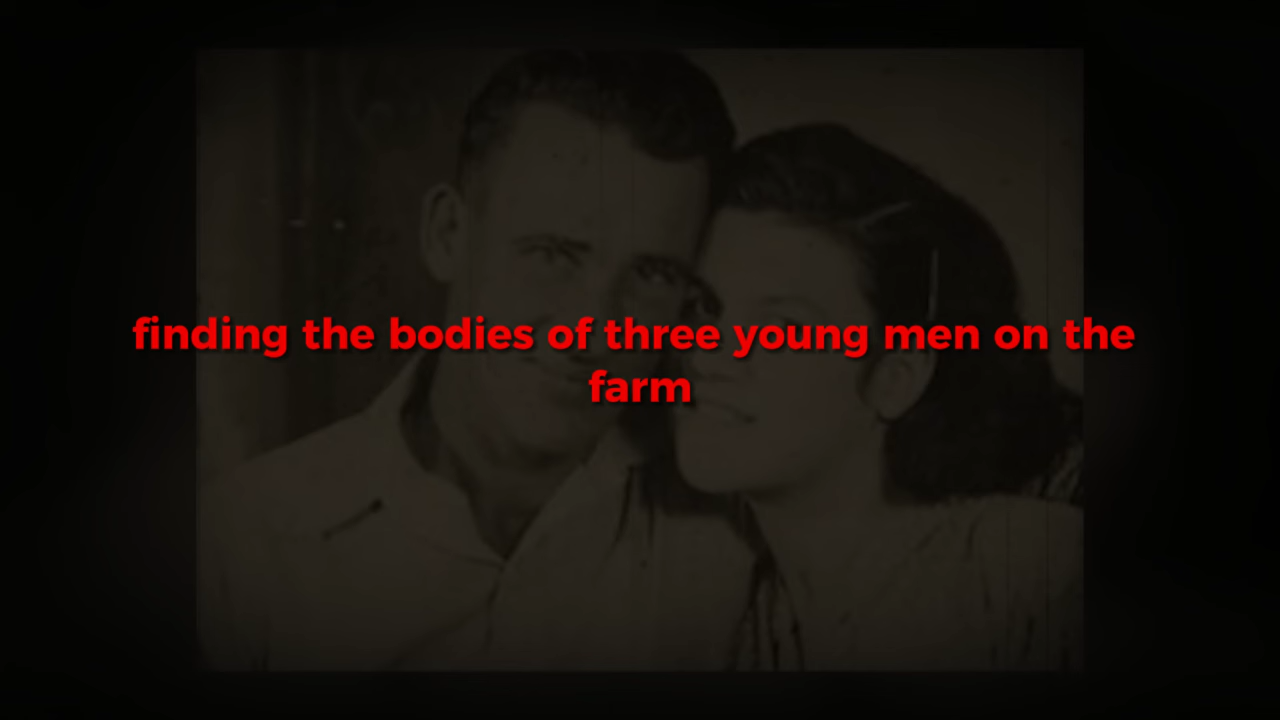 finding the bodies of three young men on the
farm